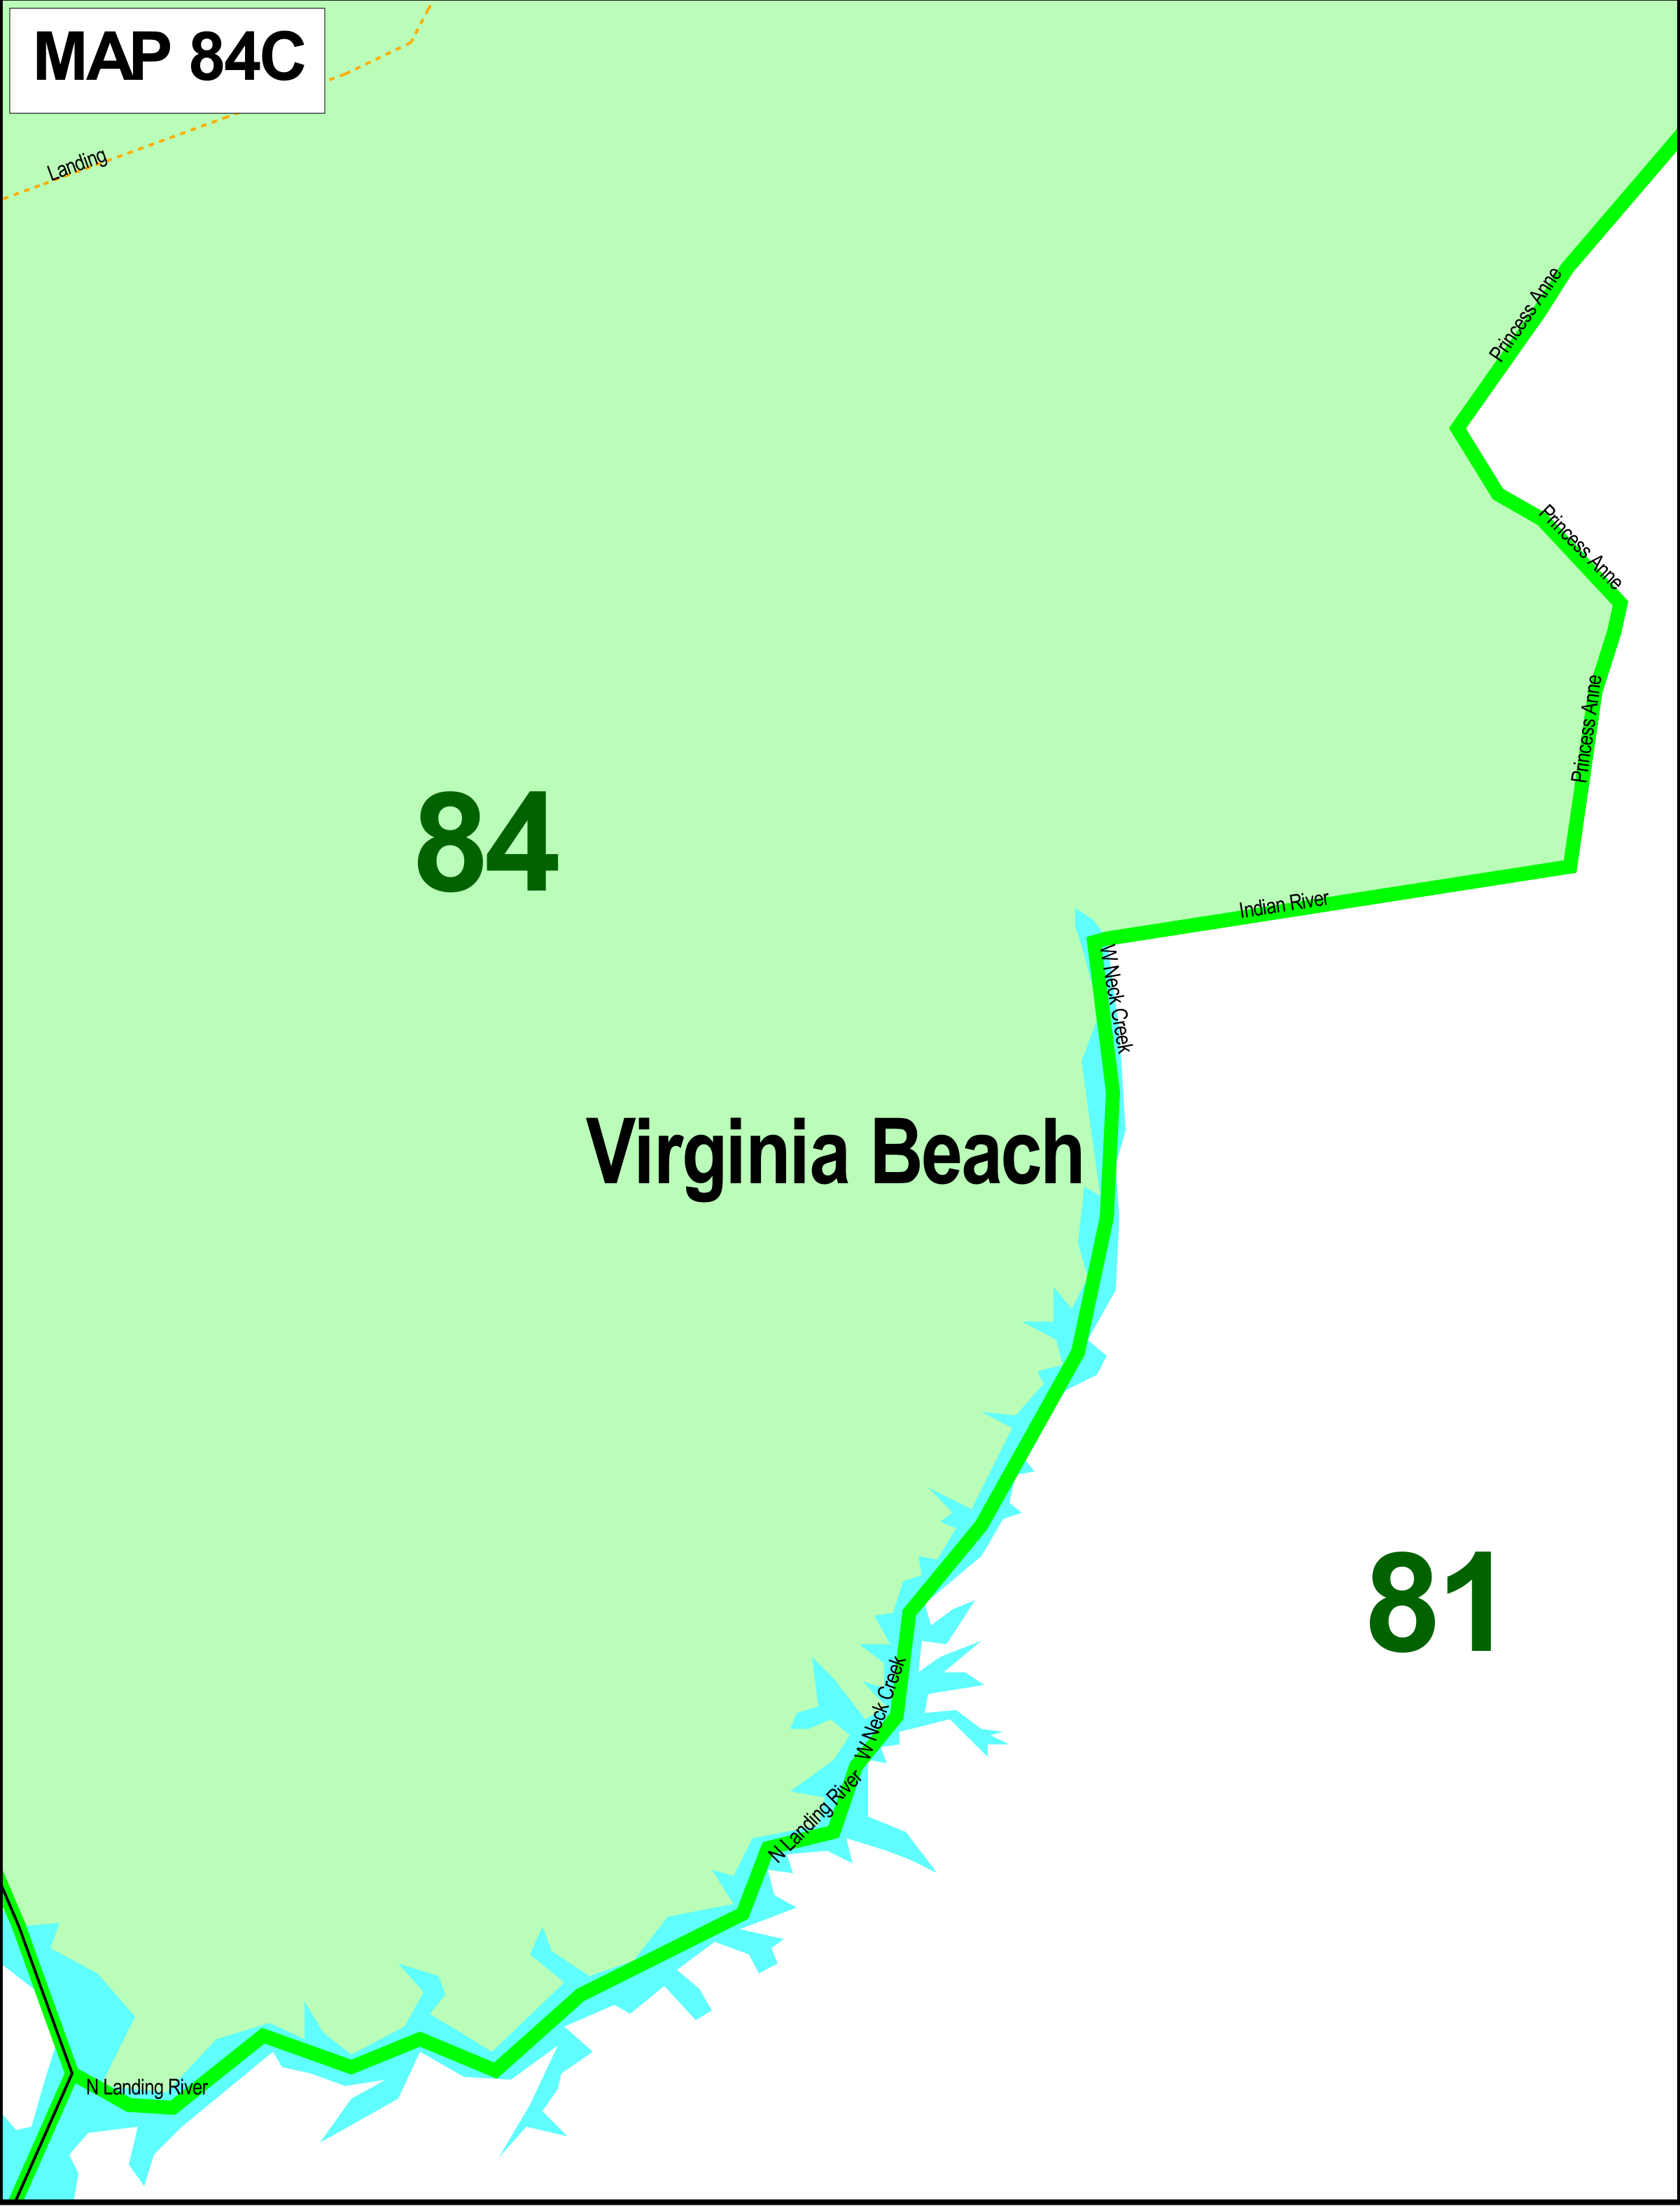 MAP 84C
Landing
Princess Anne
Princess Anne
Princess Anne
84
Indian River
W Neck Creek
Virginia Beach
81
W Neck Creek
N Landing River
N Landing River